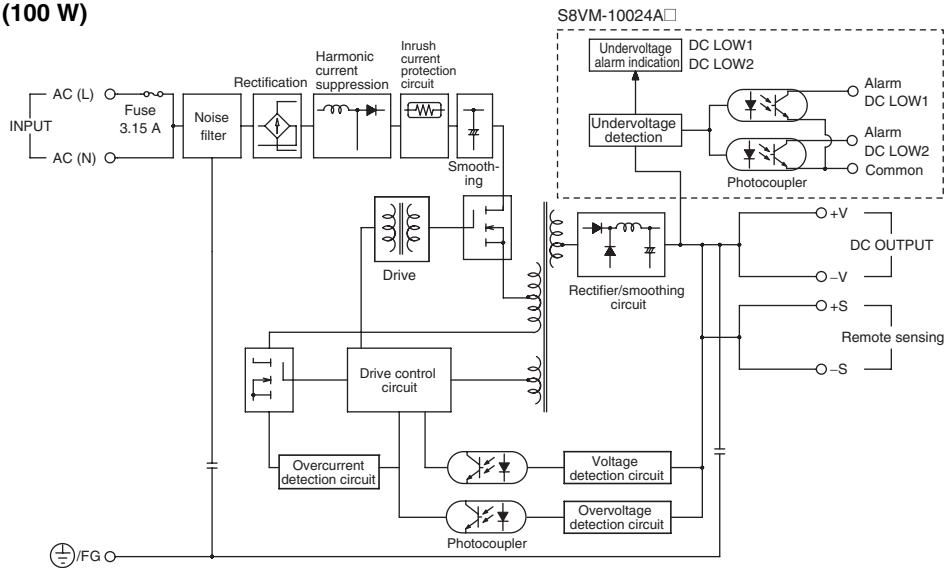 (100 W)
S8VM-10024A□
Undervoltage
alarm indication
DC LOW1
DC LOW2
Undervoltage
detection
Alarm
DC LOW1
Alarm
DC LOW2
Common
Photocoupler
INPUT
AC (L)
AC (N)
Fuse
3.15 A
Noise
filter
Rectification
Harmonic
current
suppression
Inrush
current
protection
circuit
Smooth-
ing
Drive
Rectifier/smoothing
circuit
+V
DC OUTPUT
−V
+S
Remote sensing
−S
Drive control
circuit
Overcurrent
detection circuit
Voltage
detection circuit
Overvoltage
detection circuit
Photocoupler
/FG